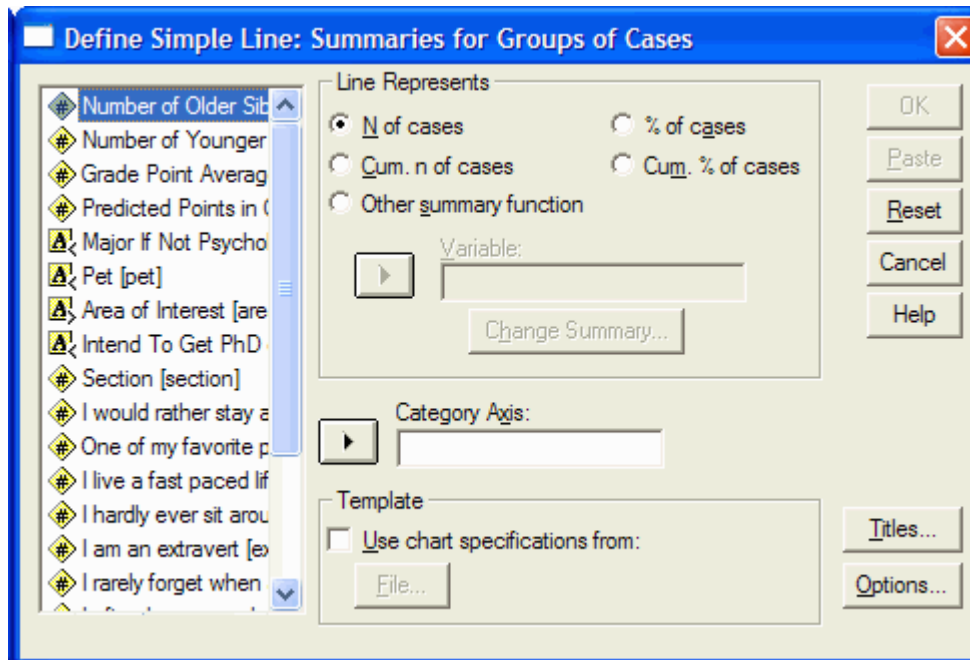 Define Simple Line: Summaries for Groups of Cases
Number of Older Sib
Number of Younger
Grade Point Averag
Predicted Points in
Major If Not Psychol
Pet [pet]
Area of Interest [are
Intend To Get PhD
Section [section]
I would rather stay a
One of my favorite p
I live a fast paced lif
I hardly ever sit arou
I am an extravert [ex
I rarely forget when
Line Represents
N of cases
% of cases
Cum. n of cases
Cum. % of cases
Other summary function
Variable:
Change Summary...
Category Axis:
Template
Use chart specifications from:
File...
OK
Paste
Reset
Cancel
Help
Titles...
Options...